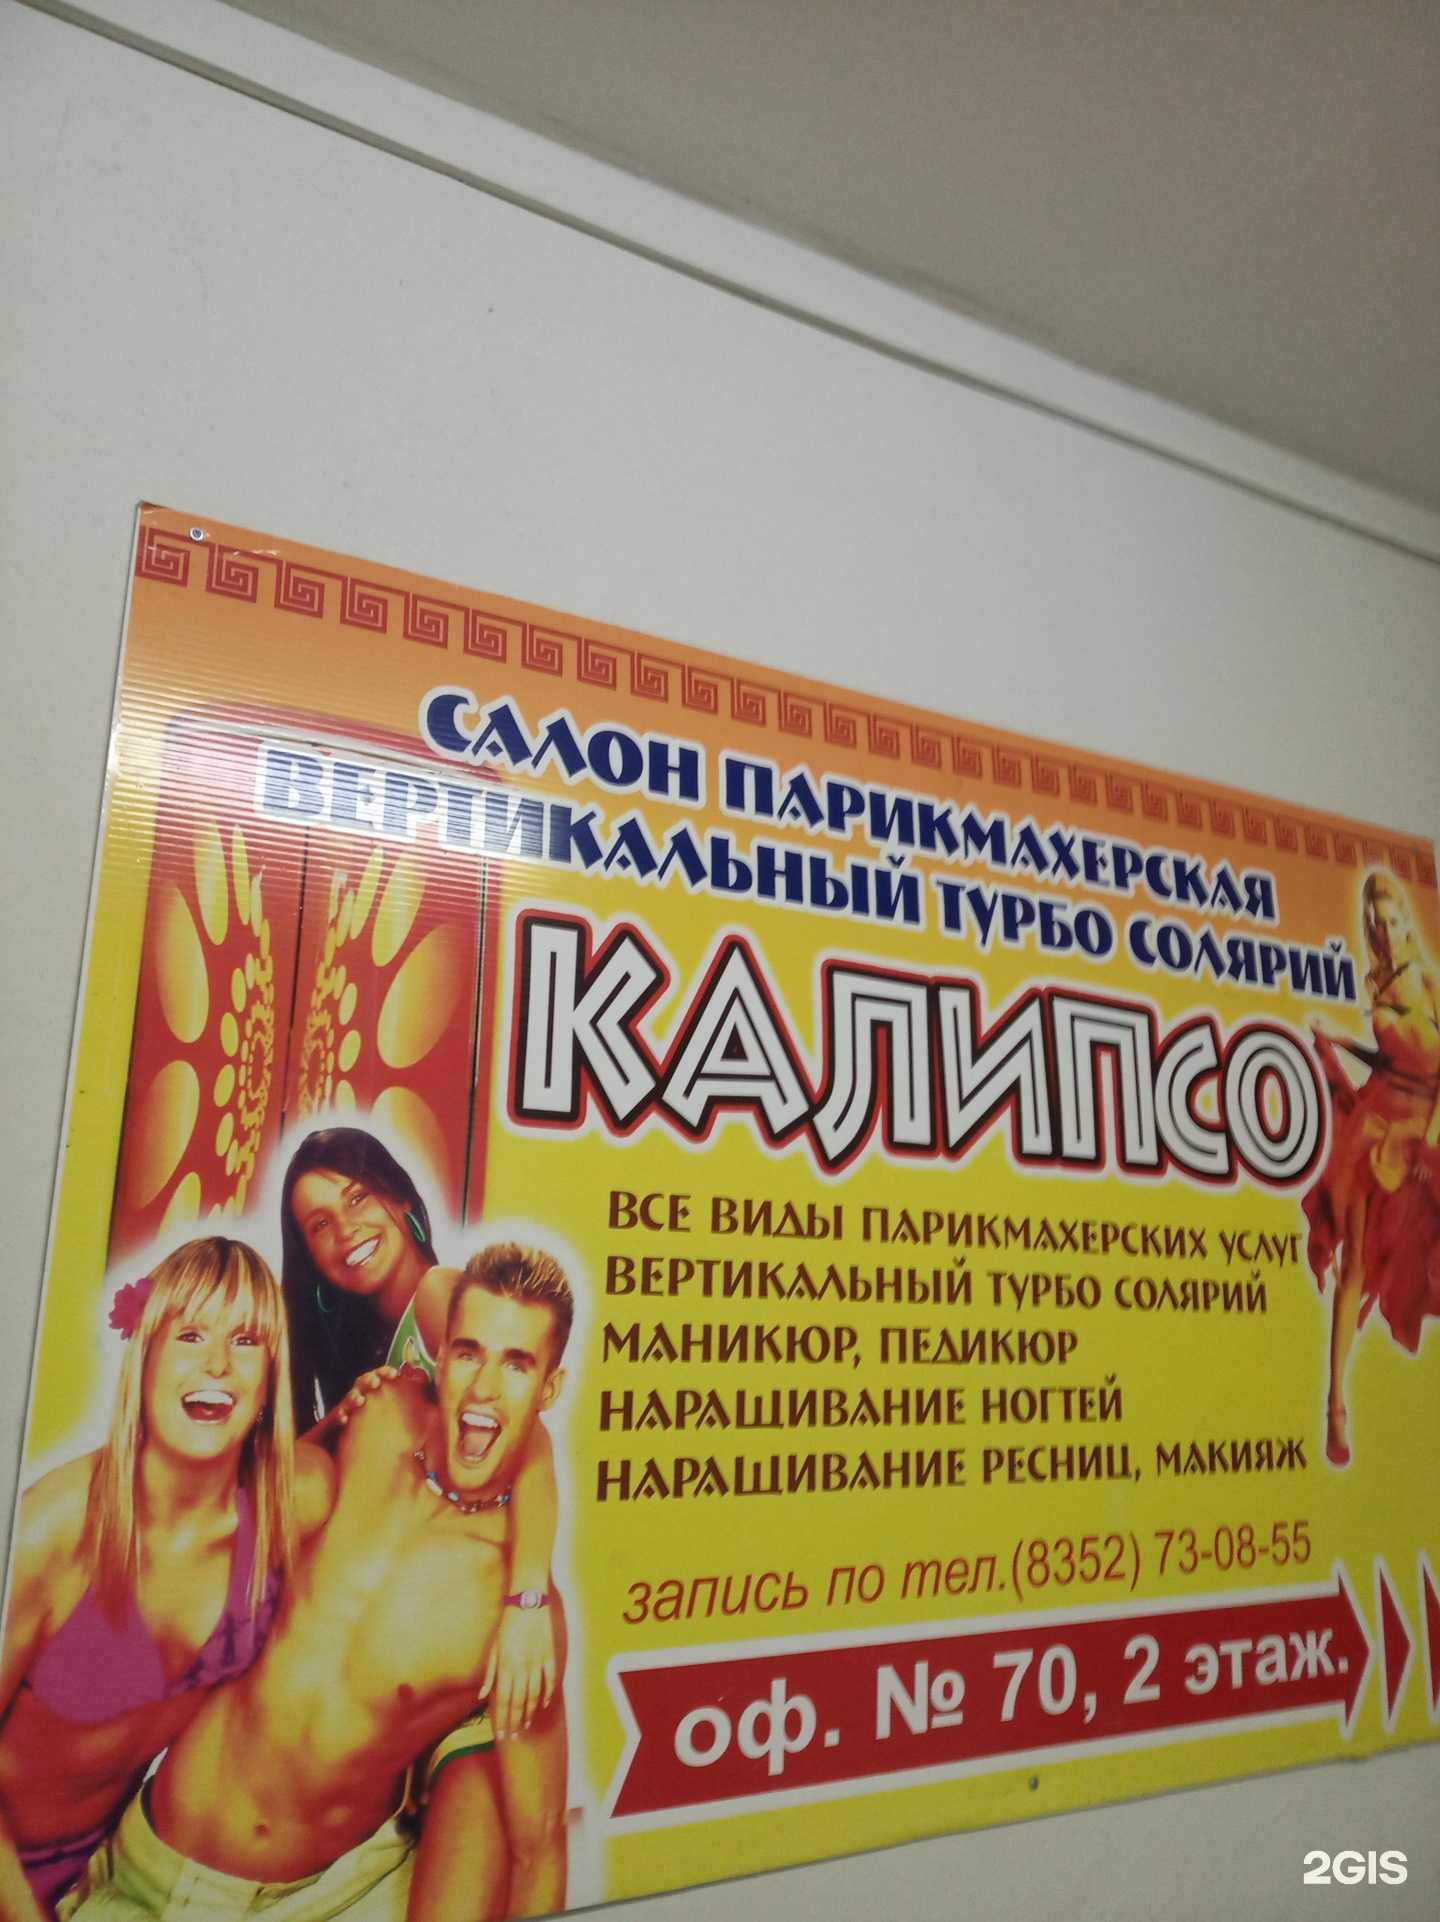 САЛОН ПАРИКМАХЕРСКАЯ
ВЕРТИКАЛЬНЫЙ ТУРБО СОЛЯРИЙ
КАЛИПСО
ВСЕ ВИДЫ ПАРИКМАХЕРСКИХ УСЛУГ
ВЕРТИКАЛЬНЫЙ ТУРБО СОЛЯРИЙ
МАНИКЮР, ПЕДИКЮР
НАРАЩИВАНИЕ НОГТЕЙ
НАРАЩИВАНИЕ РЕСНИЦ, МАКИЯЖ
запись по тел.(8352) 73-08-55
оф. № 70, 2 этаж.
2GIS